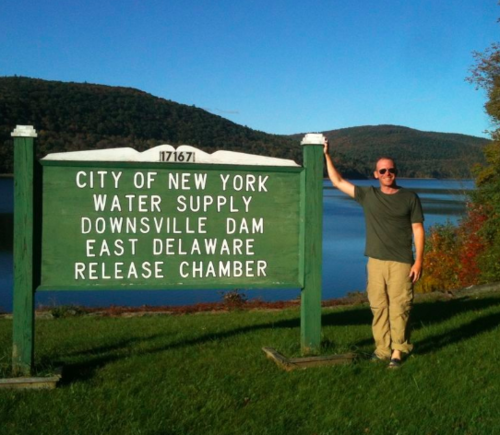 17167
CITY OF NEW YORK
WATER SUPPLY
DOWNSVILLE DAM
EAST DELAWARE
RELEASE CHAMBER